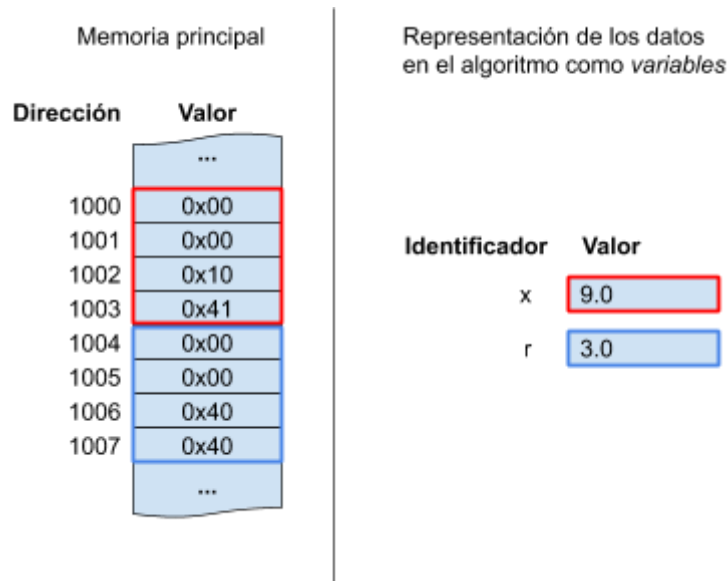 Memoria principal
Dirección Valor
...
1000 0x00
1001 0x00
1002 0x10
1003 0x41
1004 0x00
1005 0x00
1006 0x40
1007 0x40
...
Representación de los datos
en el algoritmo como variables
Identificador Valor
x 9.0
r 3.0